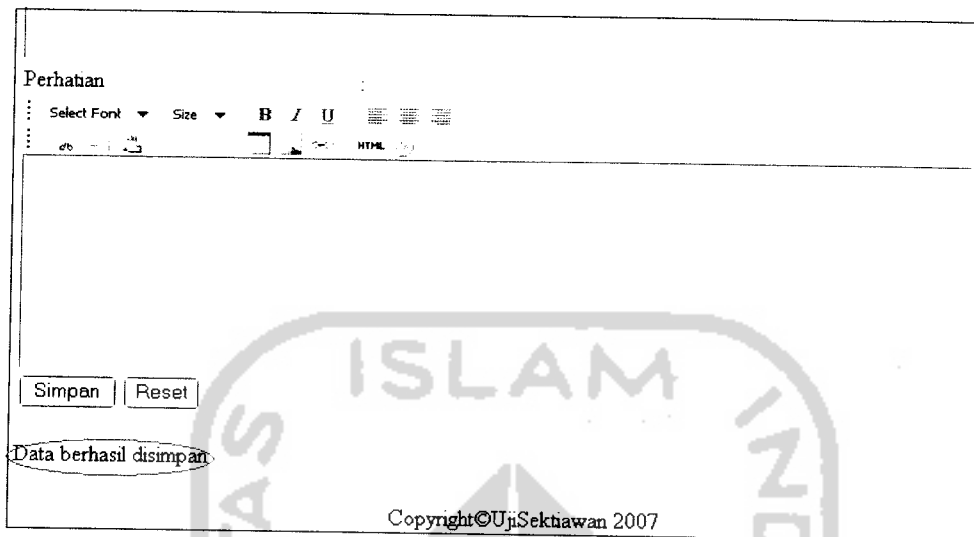 Perhatian
Select Font Size B I U
HTML
Simpan Reset
ISLAM
Data berhasil disimpan
Copyright©UjiSektiawan 2007